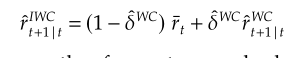 r̂^{IWC}_{t+1|t} = (1 − δ̂^{WC}) r̄_t + δ̂^{WC} r̂^{WC}_{t+1|t}